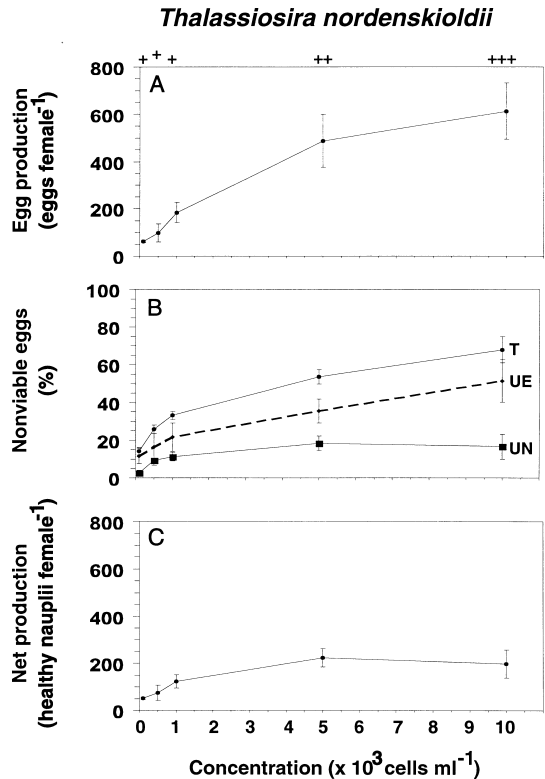 Thalassiosira nordenskioldii
+ + + ++ +++
A
Egg production
(eggs female-1)
800
600
400
200
0
B
Nonviable eggs
(%)
100
80
60
40
20
0
T
UE
UN
C
Net production
(healthy nauplii female-1)
800
600
400
200
0
0 1 2 3 4 5 6 7 8 9 10
Concentration (x 10³ cells ml-1)